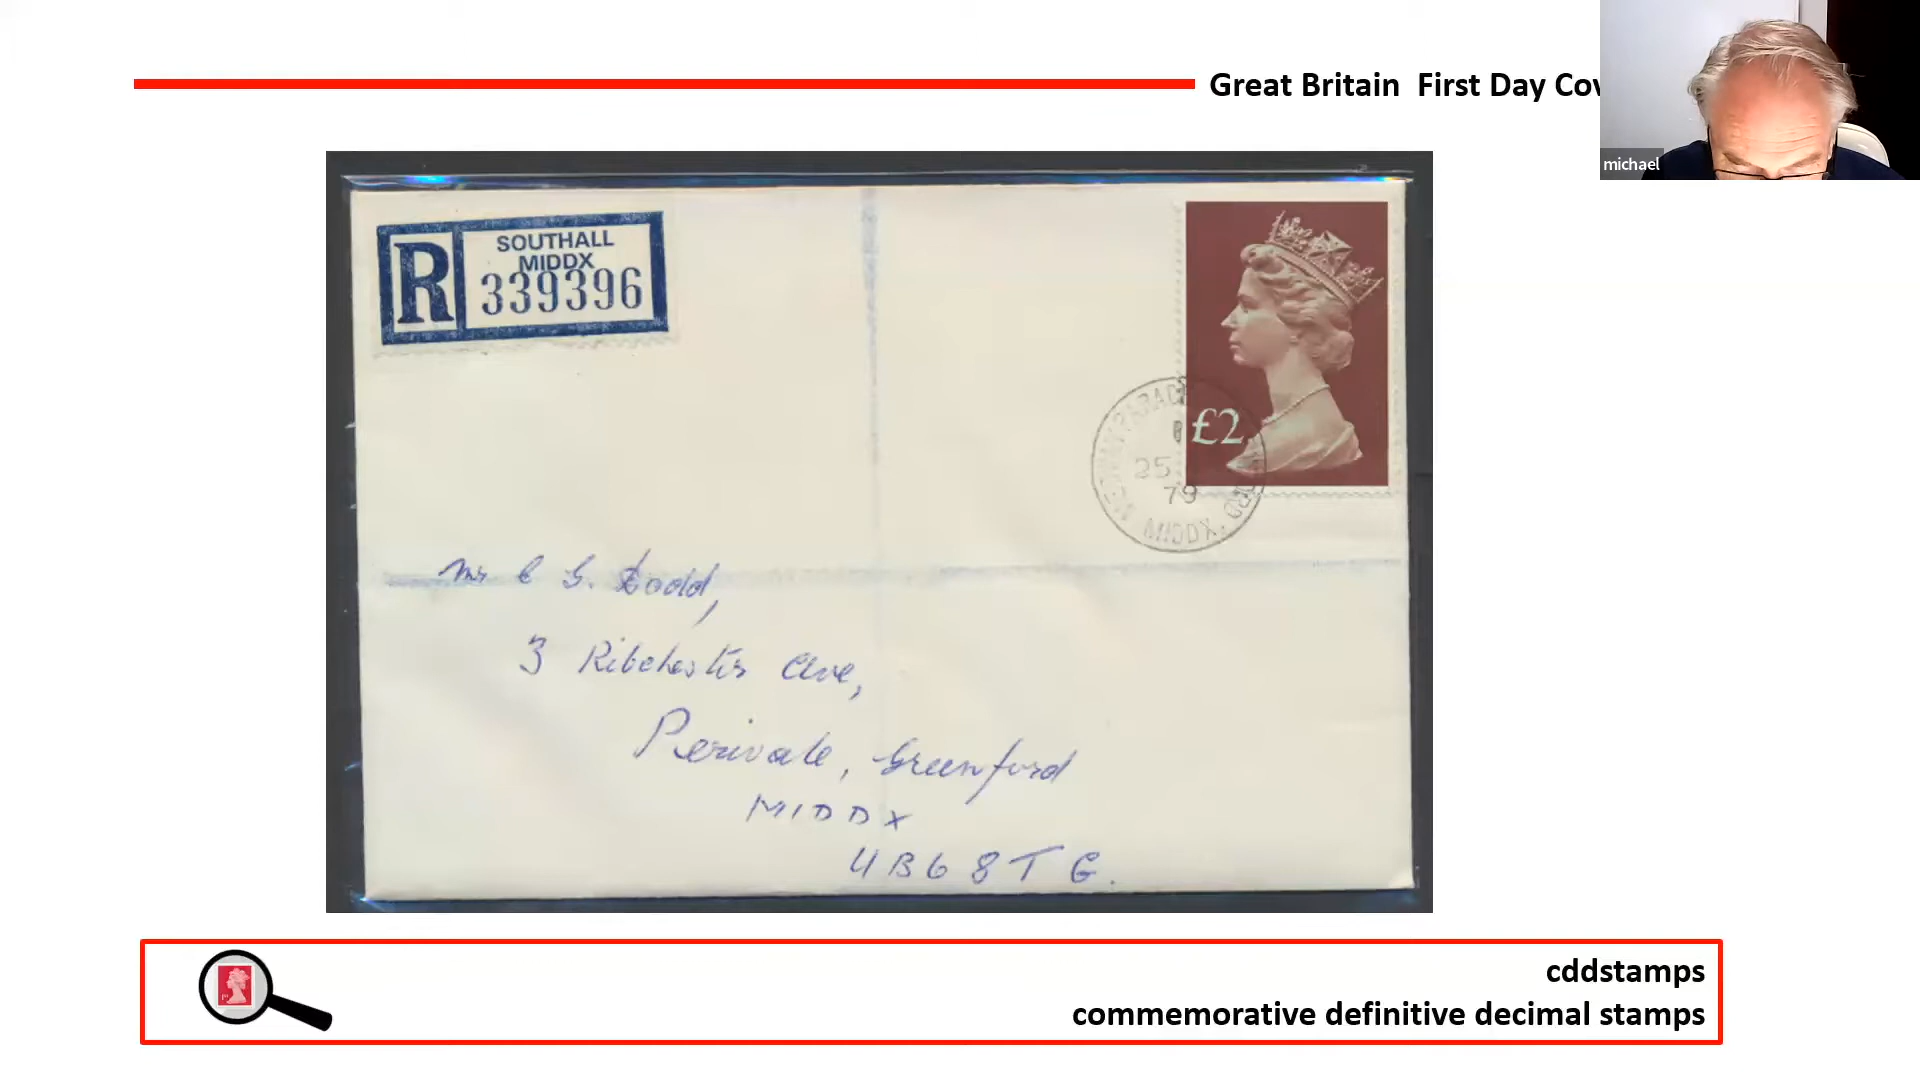 Great Britain First Day Cov
michael
R
SOUTHALL
MIDDX
339396
£2
25
79
MIDDX.
Mr C G. Dodd,
3 Ribchester Ave,
Perivale, Greenford
MIDDX
UB6 8TG.
cddstamps
commemorative definitive decimal stamps